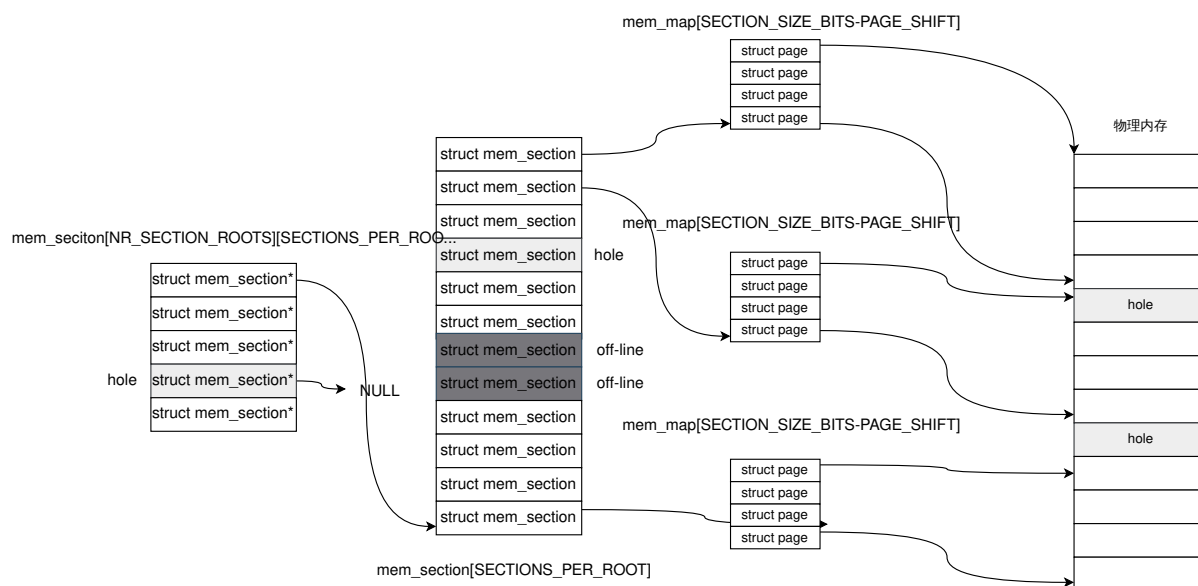 mem_map[SECTION_SIZE_BITS-PAGE_SHIFT]
struct page
struct page
struct page
struct page
物理内存
struct mem_section
struct mem_section
struct mem_section
struct mem_section
hole
struct mem_section
struct mem_section
struct mem_section
off-line
struct mem_section
off-line
struct mem_section
struct mem_section
struct mem_section
struct mem_section
mem_section[SECTIONS_PER_ROOT]
mem_seciton[NR_SECTION_ROOTS][SECTIONS_PER_ROO...
struct mem_section*
struct mem_section*
struct mem_section*
hole
struct mem_section*
NULL
struct mem_section*
mem_map[SECTION_SIZE_BITS-PAGE_SHIFT]
struct page
struct page
struct page
struct page
mem_map[SECTION_SIZE_BITS-PAGE_SHIFT]
struct page
struct page
struct page
struct page
hole
hole